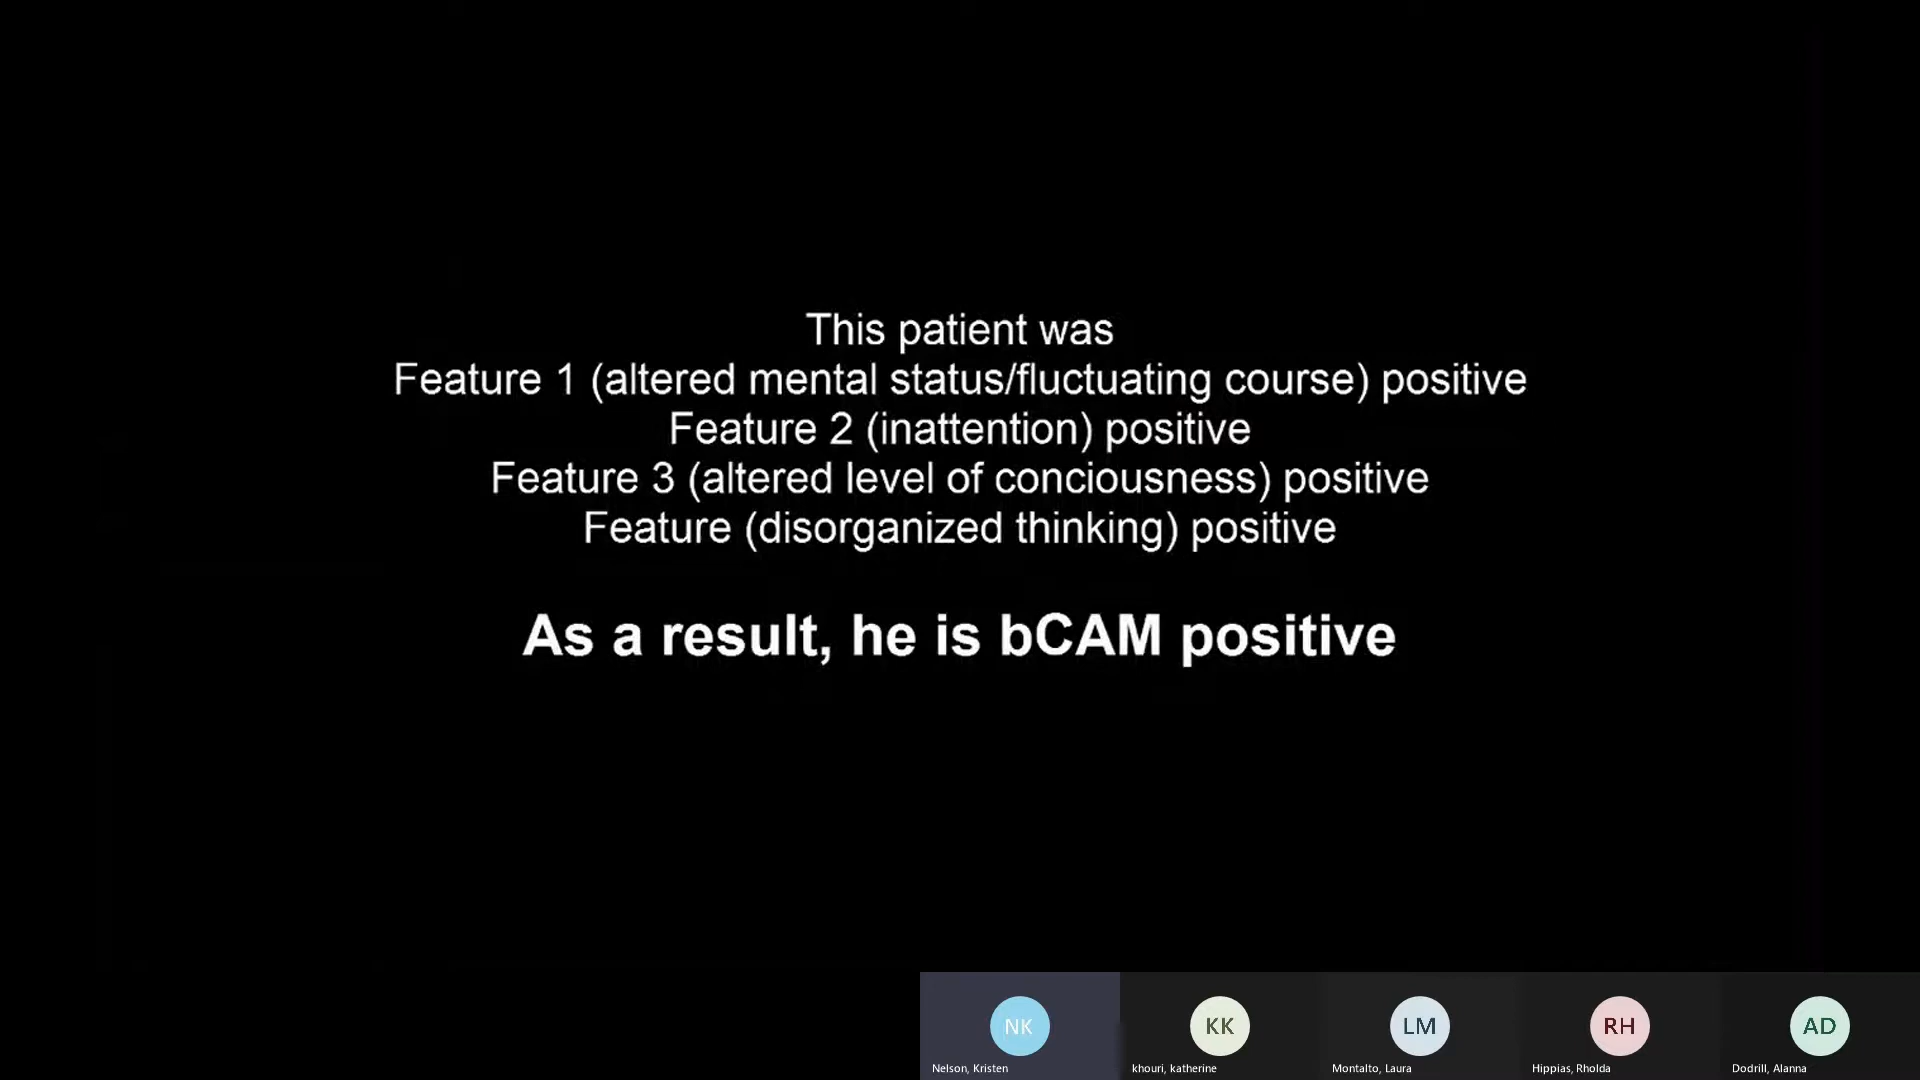 This patient was
Feature 1 (altered mental status/fluctuating course) positive
Feature 2 (inattention) positive
Feature 3 (altered level of conciousness) positive
Feature (disorganized thinking) positive
As a result, he is bCAM positive
NK
KK
LM
RH
AD
Nelson, Kristen
khouri, katherine
Montalto, Laura
Hippias, Rholda
Dodrill, Alanna